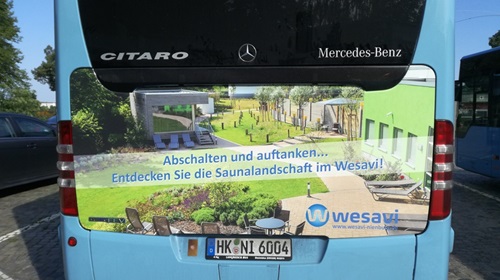 CITARO
Mercedes-Benz
Abschalten und auftanken...
Entdecken Sie die Saunalandschaft im Wesavi!
wesavi
HK NI 6004